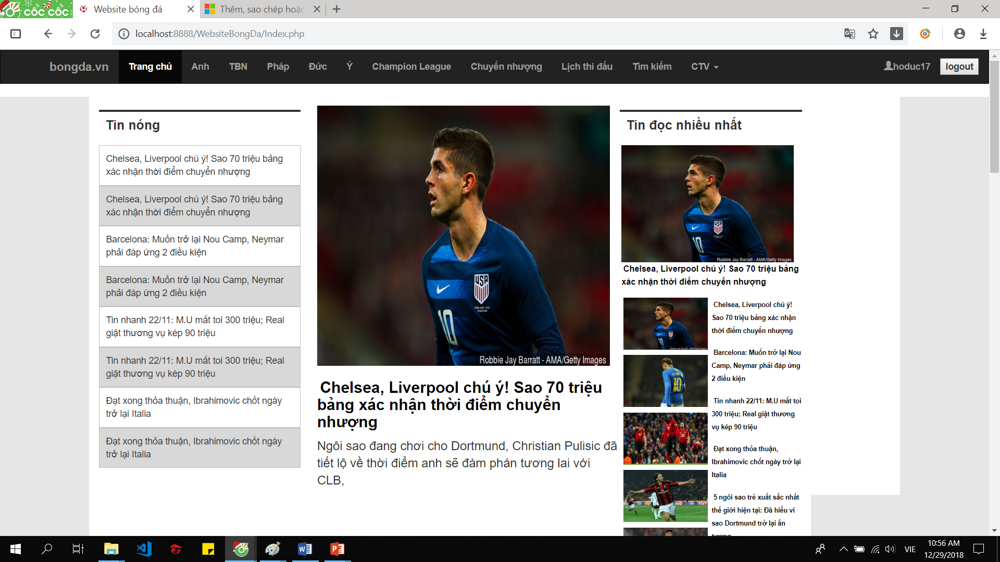 CỐC CỐC
Website bóng đá
Thêm, sao chép hoặc
localhost:8888/WebsiteBongDa/Index.php
bongda.vn
Trang chủ
Anh
TBN
Pháp
Đức
Ý
Champion League
Chuyển nhượng
Lịch thi đấu
Tìm kiếm
CTV
hoduc17
logout
Tin nóng
Chelsea, Liverpool chú ý! Sao 70 triệu bảng
xác nhận thời điểm chuyển nhượng
Chelsea, Liverpool chú ý! Sao 70 triệu bảng
xác nhận thời điểm chuyển nhượng
Barcelona: Muốn trở lại Nou Camp, Neymar
phải đáp ứng 2 điều kiện
Barcelona: Muốn trở lại Nou Camp, Neymar
phải đáp ứng 2 điều kiện
Tin nhanh 22/11: M.U mất toi 300 triệu; Real
giật thương vụ kép 90 triệu
Tin nhanh 22/11: M.U mất toi 300 triệu; Real
giật thương vụ kép 90 triệu
Đạt xong thỏa thuận, Ibrahimovic chốt ngày
trở lại Italia
Đạt xong thỏa thuận, Ibrahimovic chốt ngày
trở lại Italia
USA
10
Robbie Jay Barratt - AMA/Getty Images
Chelsea, Liverpool chú ý! Sao 70 triệu
bảng xác nhận thời điểm chuyển
nhượng
Ngôi sao đang chơi cho Dortmund, Christian Pulisic đã
tiết lộ về thời điểm anh sẽ đàm phán tương lai với
CLB,
Tin đọc nhiều nhất
USA
10
Robbie Jay Barratt - AMA/Getty Images
Chelsea, Liverpool chú ý! Sao 70 triệu bảng
xác nhận thời điểm chuyển nhượng
10
Chelsea, Liverpool chú ý!
Sao 70 triệu bảng xác nhận
thời điểm chuyển nhượng
10
Barcelona: Muốn trở lại Nou
Camp, Neymar phải đáp ứng
2 điều kiện
Tin nhanh 22/11: M.U mất toi
300 triệu; Real giật thương
vụ kép 90 triệu
Đạt xong thỏa thuận,
Ibrahimovic chốt ngày trở lại
Italia
5 ngôi sao trẻ xuất sắc nhất
thế giới hiện tại: Đã hiểu vì
sao Dortmund trở lại ấn
tượng
VIE
10:56 AM
12/29/2018